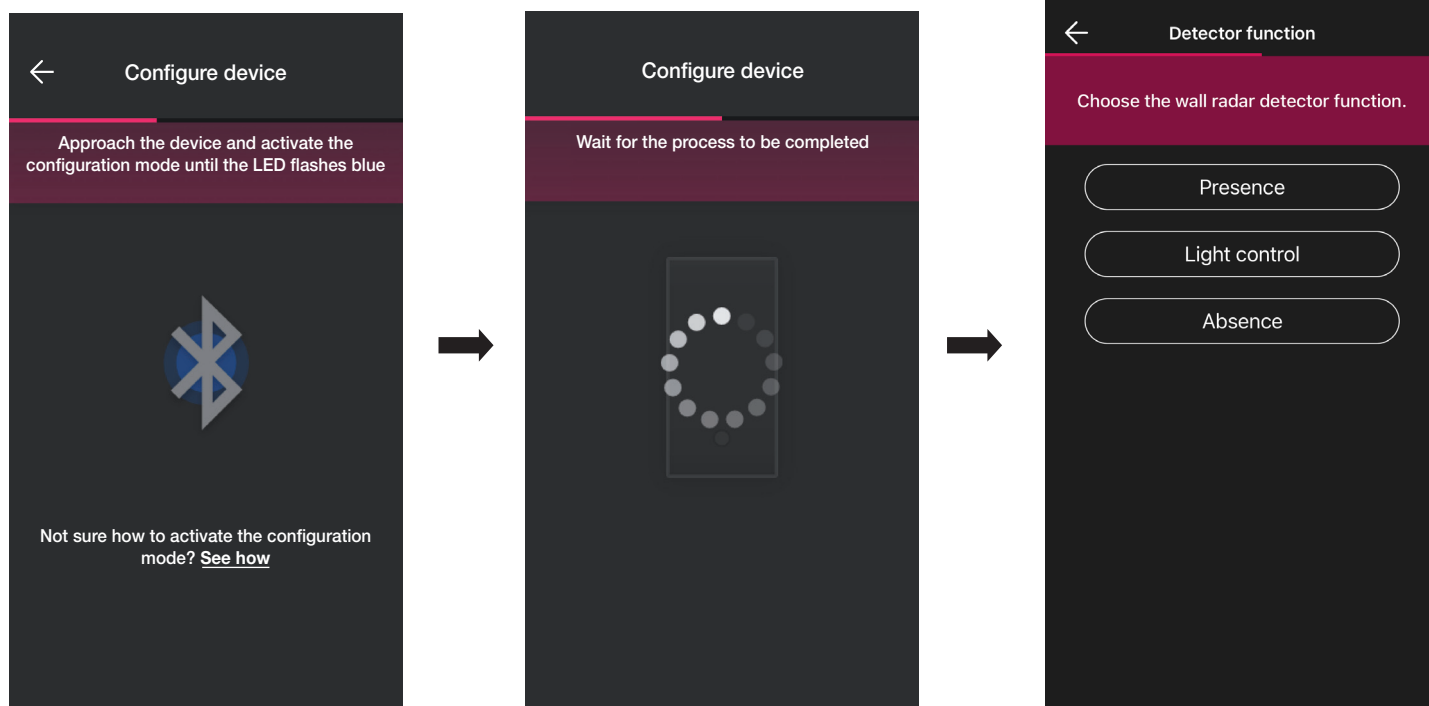 Configure device
Approach the device and activate the
configuration mode until the LED flashes blue
Not sure how to activate the configuration
mode? See how
Configure device
Wait for the process to be completed
Detector function
Choose the wall radar detector function.
Presence
Light control
Absence